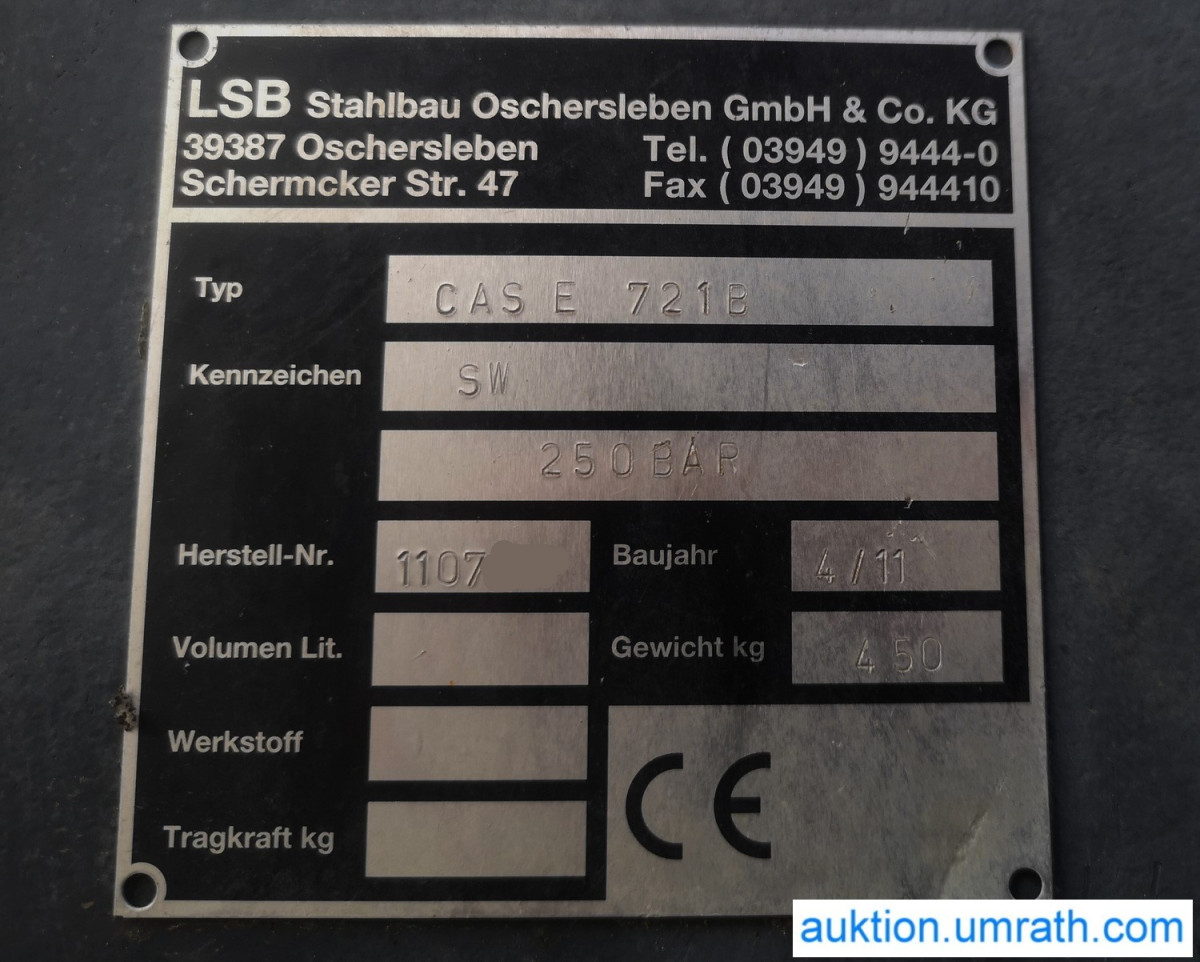 LSB Stahlbau Oschersleben GmbH & Co. KG
39387 Oschersleben Tel. ( 03949 ) 9444-0
Schermcker Str. 47 Fax ( 03949 ) 944410
Typ CASE 721B
Kennzeichen SW
250BAR
Herstell-Nr. 1107 Baujahr 4/11
Volumen Lit. Gewicht kg 450
Werkstoff
Tragkraft kg
CE
auktion.umrath.com